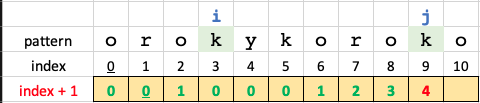 i j
pattern o r o k y k o r o k o
index 0 1 2 3 4 5 6 7 8 9 10
index + 1 0 0 1 0 0 0 1 2 3 4